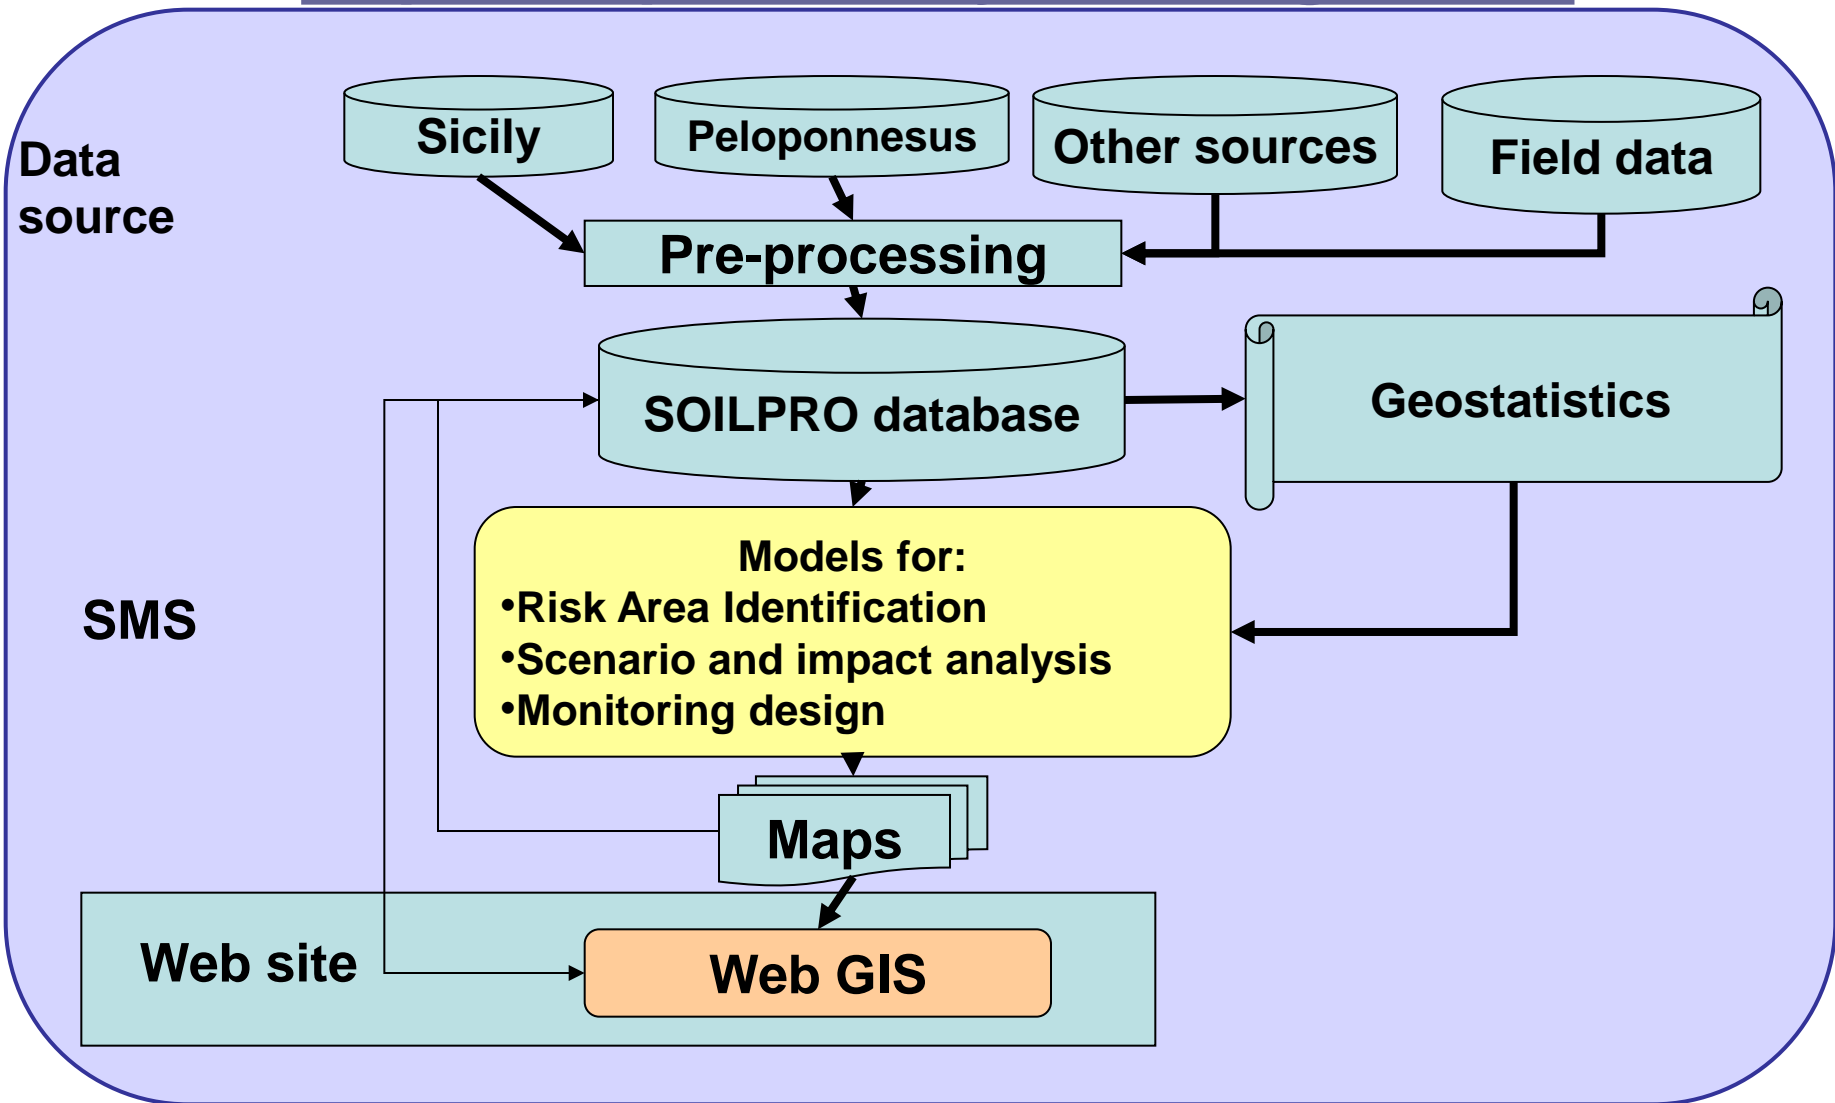 Sicily
Peloponnesus
Other sources
Field data
Data
source
Pre-processing
SOILPRO database
Geostatistics
Models for:
•Risk Area Identification
•Scenario and impact analysis
•Monitoring design
SMS
Maps
Web site
Web GIS